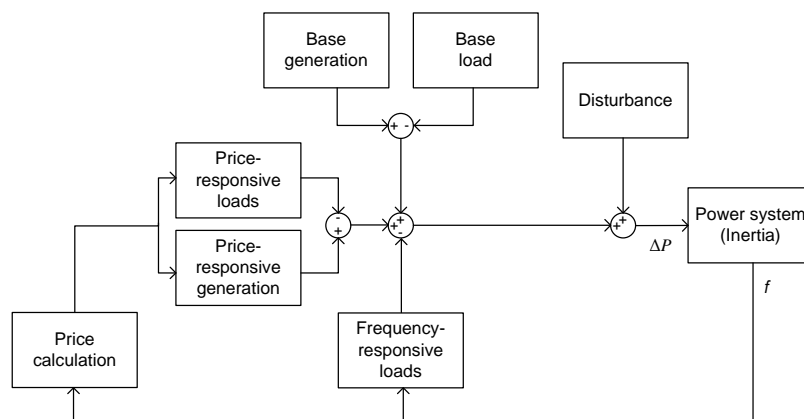 Base
generation
Base
load
Disturbance
+ -
Price-
responsive
loads
-
+
+ +
-
+ +
ΔP
Power system
(Inertia)
Price-
responsive
generation
f
Price
calculation
Frequency-
responsive
loads